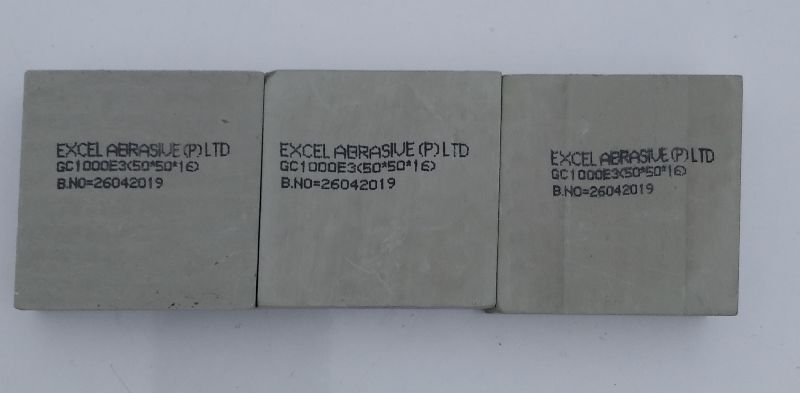 EXCEL ABRASIVE (P) LTD
GC1000E3(50*50*16)
B.NO=26042019
EXCEL ABRASIVE (P) LTD
GC1000E3(50*50*16)
B.NO=26042019
EXCEL ABRASIVE (P) LTD
GC1000E3(50*50*16)
B.NO=26042019